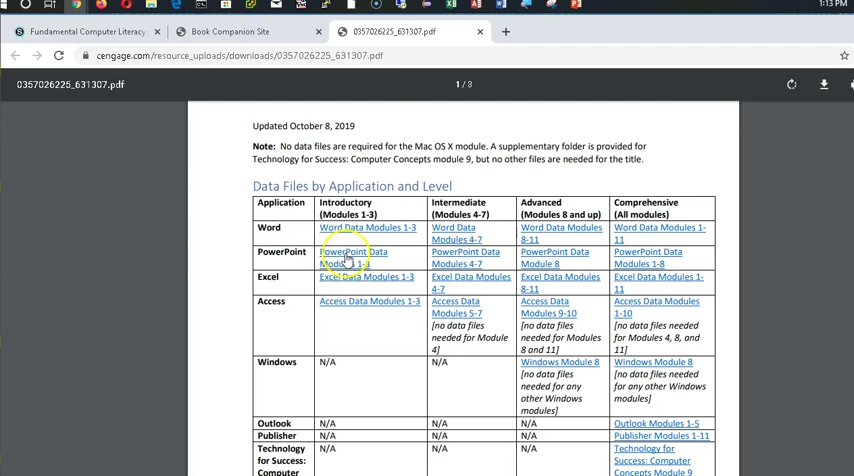 1:13 PM
Fundamental Computer Literacy
Book Companion Site
0357026225_631307.pdf
cengage.com/resource_uploads/downloads/0357026225_631307.pdf
0357026225_631307.pdf
1 / 3
Updated October 8, 2019
Note: No data files are required for the Mac OS X module. A supplementary folder is provided for
Technology for Success: Computer Concepts module 9, but no other files are needed for the title.
Data Files by Application and Level
Application Introductory Intermediate Advanced Comprehensive
(Modules 1-3) (Modules 4-7) (Modules 8 and up) (All modules)
Word Word Data Modules 1-3 Word Data Word Data Modules Word Data Modules 1-
Modules 4-7 8-11 11
PowerPoint PowerPoint Data PowerPoint Data PowerPoint Data PowerPoint Data
Modules 1-3 Modules 4-7 Module 8 Modules 1-8
Excel Excel Data Modules 1-3 Excel Data Modules Excel Data Modules Excel Data Modules 1-
4-7 8-11 11
Access Access Data Modules 1-3 Access Data Access Data Access Data Modules
Modules 5-7 Modules 9-10 1-10
[no data files [no data files [no data files needed
needed for Module needed for Modules for Modules 4, 8, and
4] 8 and 11] 11]
Windows N/A N/A Windows Module 8 Windows Module 8
[no data files [no data files needed
needed for any for any other Windows
other Windows modules]
modules]
Outlook N/A N/A N/A Outlook Modules 1-5
Publisher N/A N/A N/A Publisher Modules 1-11
Technology N/A N/A N/A Technology for
for Success: Success: Computer
Computer Concepts Module 9